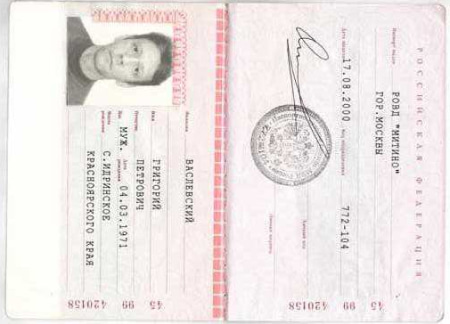 РОССИЙСКАЯ ФЕДЕРАЦИЯ
Паспорт выдан
РОВД "МИТИНО"
ГОР.МОСКВЫ
Дата выдачи 17.08.2000 Код подразделения 772-104
Личный код
45 99 420158
Фамилия
ВАСЛЕВСКИЙ
Имя
ГРИГОРИЙ
Отчество
ПЕТРОВИЧ
Пол МУЖ. Дата рождения 04.03.1971
Место рождения
С.ИДРИНСКОЕ
КРАСНОЯРСКОГО КРАЯ
45 99 420158